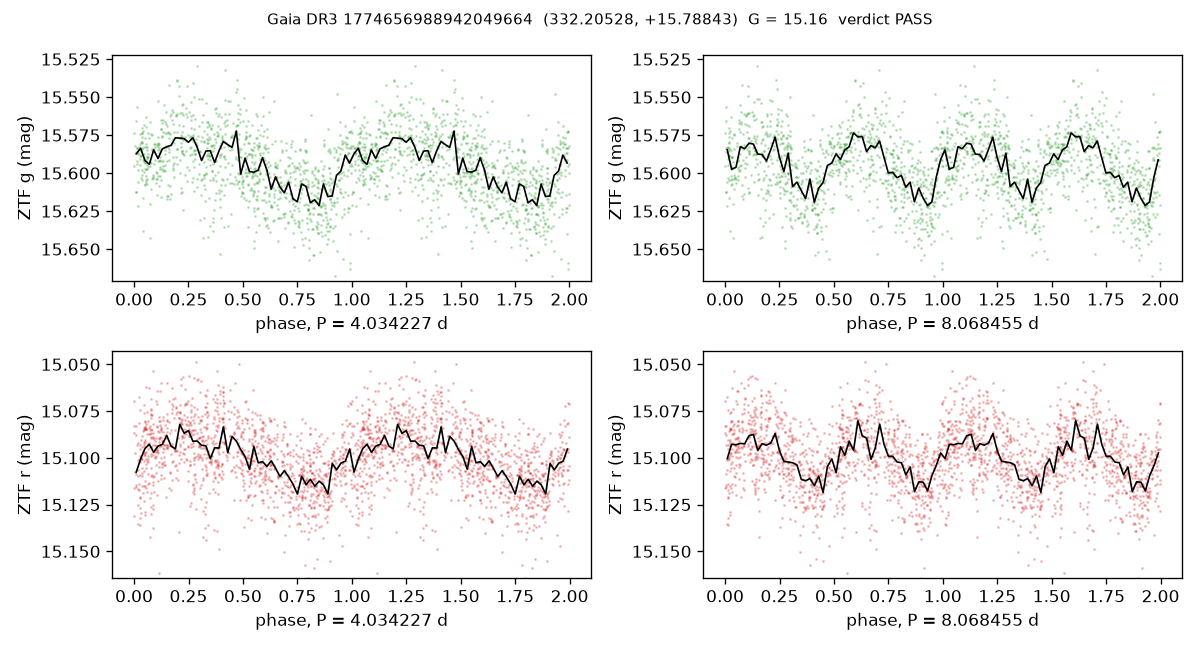 Gaia DR3 1774656988942049664  (332.20528, +15.78843)  G = 15.16  verdict PASS
15.525
15.550
15.575
15.600
15.625
15.650
ZTF g (mag)
0.00 0.25 0.50 0.75 1.00 1.25 1.50 1.75 2.00
phase, P = 4.034227 d
15.525
15.550
15.575
15.600
15.625
15.650
ZTF g (mag)
0.00 0.25 0.50 0.75 1.00 1.25 1.50 1.75 2.00
phase, P = 8.068455 d
15.050
15.075
15.100
15.125
15.150
ZTF r (mag)
0.00 0.25 0.50 0.75 1.00 1.25 1.50 1.75 2.00
phase, P = 4.034227 d
15.050
15.075
15.100
15.125
15.150
ZTF r (mag)
0.00 0.25 0.50 0.75 1.00 1.25 1.50 1.75 2.00
phase, P = 8.068455 d